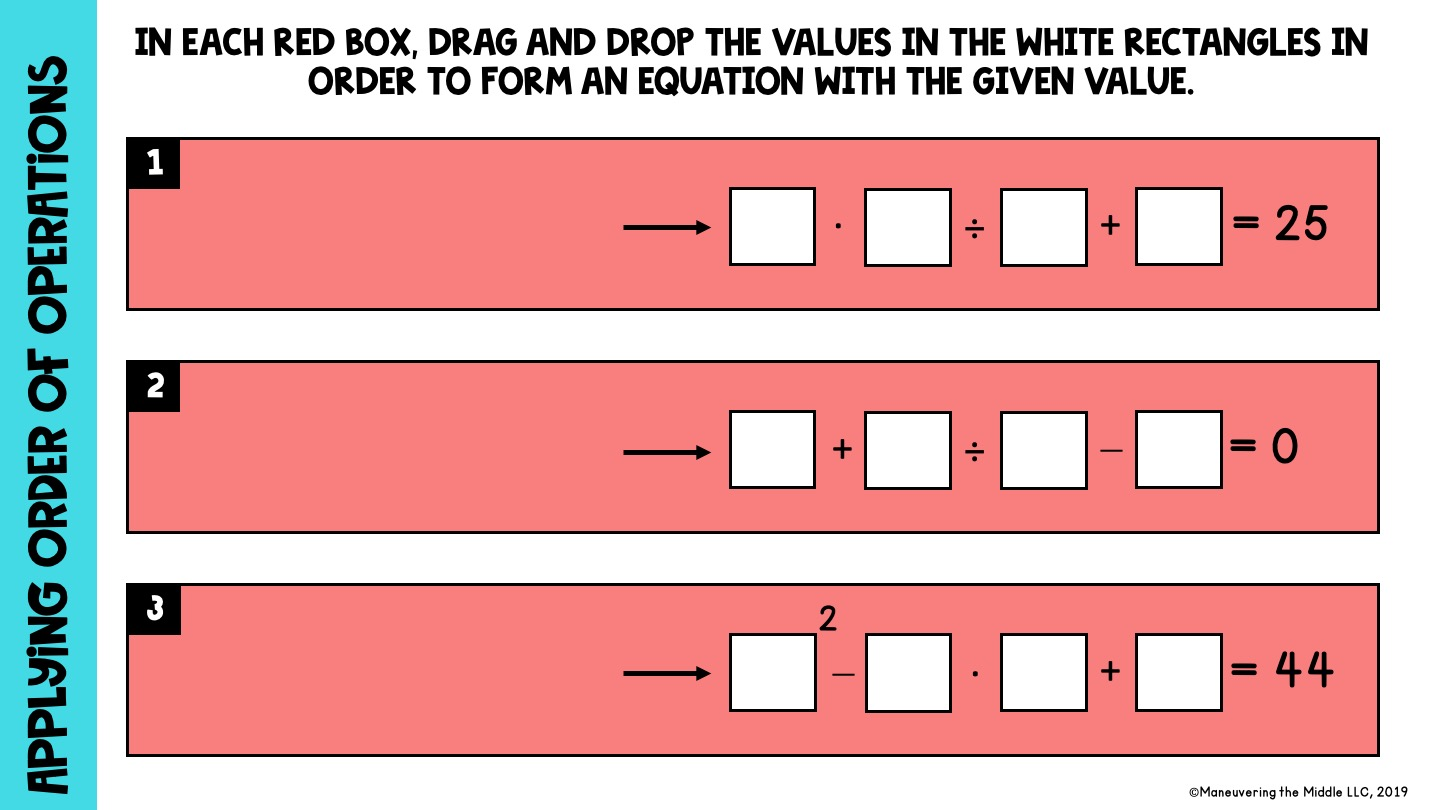 APPLYING ORDER OF OPERATIONS
IN EACH RED BOX, DRAG AND DROP THE VALUES IN THE WHITE RECTANGLES IN
ORDER TO FORM AN EQUATION WITH THE GIVEN VALUE.
1
· ÷ + = 25
2
+ ÷ − = 0
3
2 − · + = 44
©Maneuvering the Middle LLC, 2019